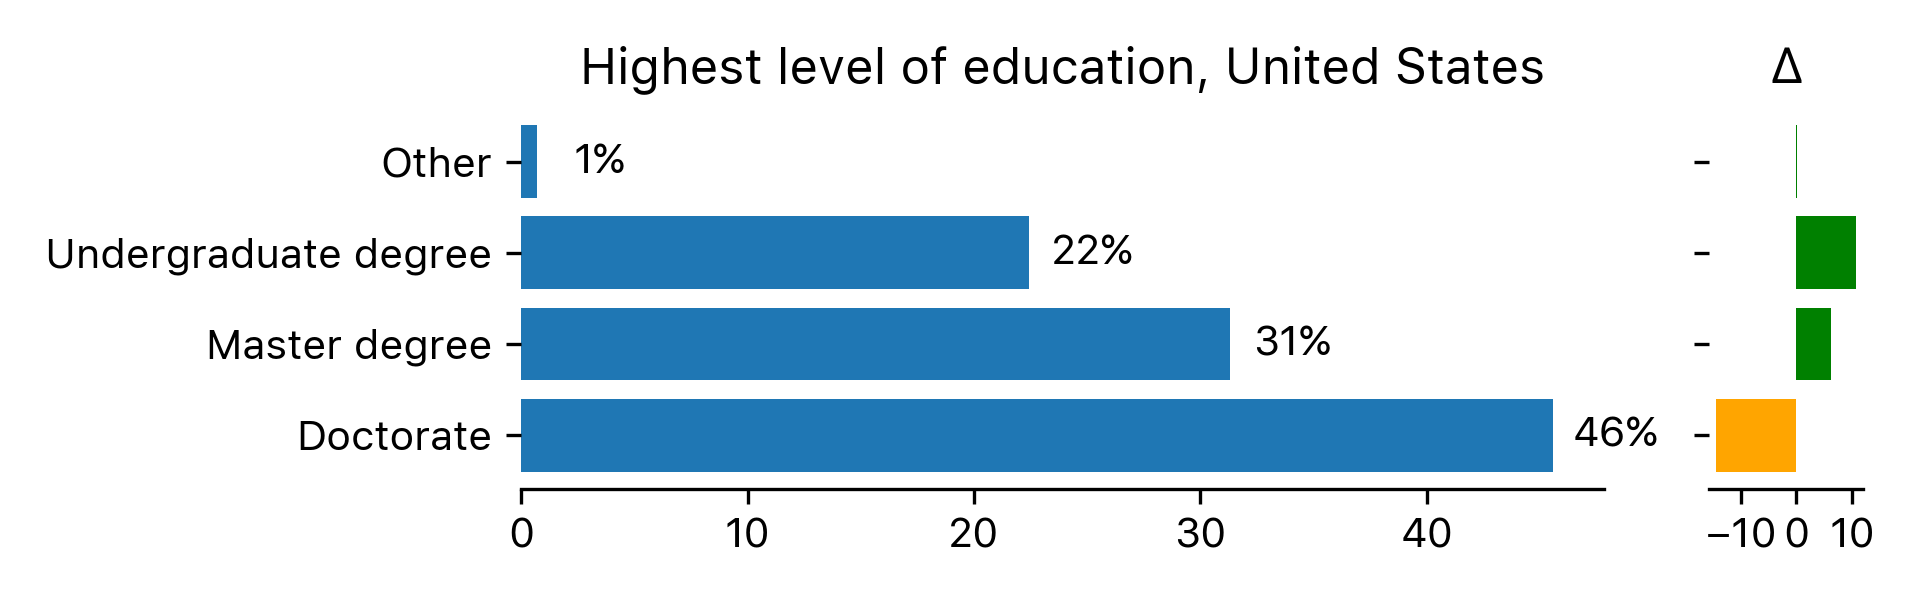 Highest level of education, United States
Δ
Other
1%
Undergraduate degree
22%
Master degree
31%
Doctorate
46%
0 10 20 30 40
−10 0 10